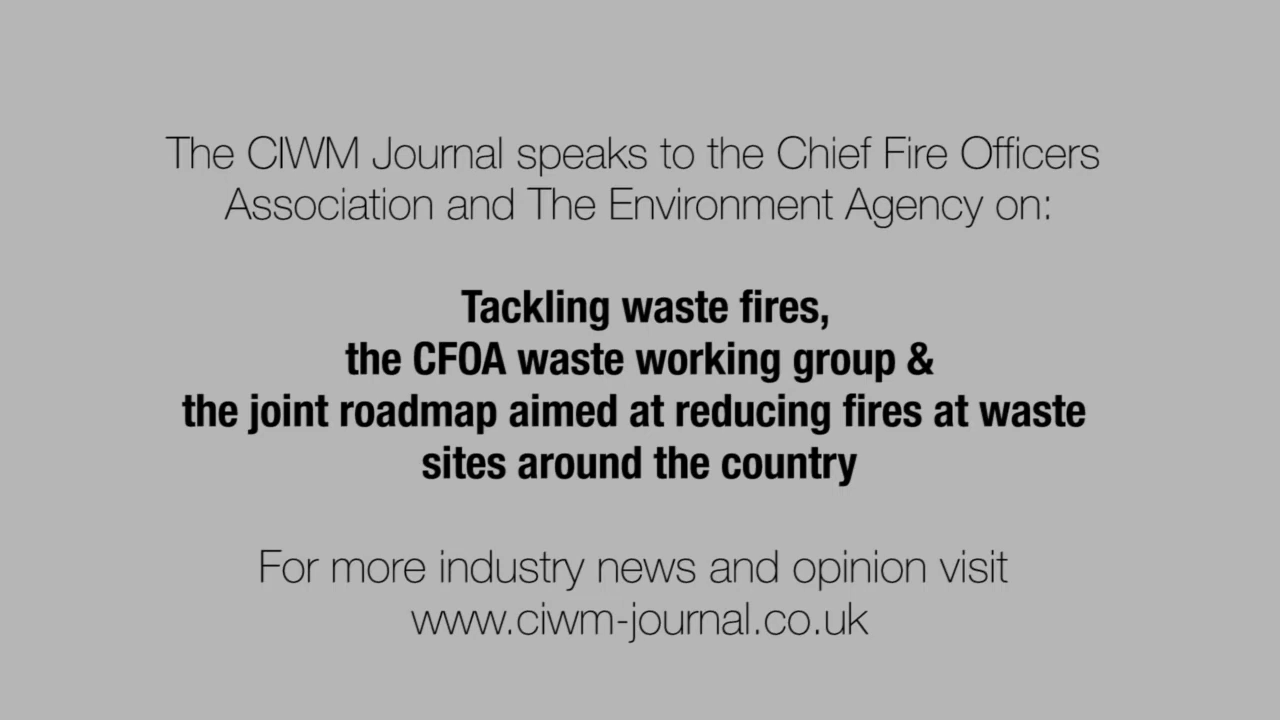 The CIWM Journal speaks to the Chief Fire Officers
Association and The Environment Agency on:
Tackling waste fires,
the CFOA waste working group &
the joint roadmap aimed at reducing fires at waste
sites around the country
For more industry news and opinion visit
www.ciwm-journal.co.uk